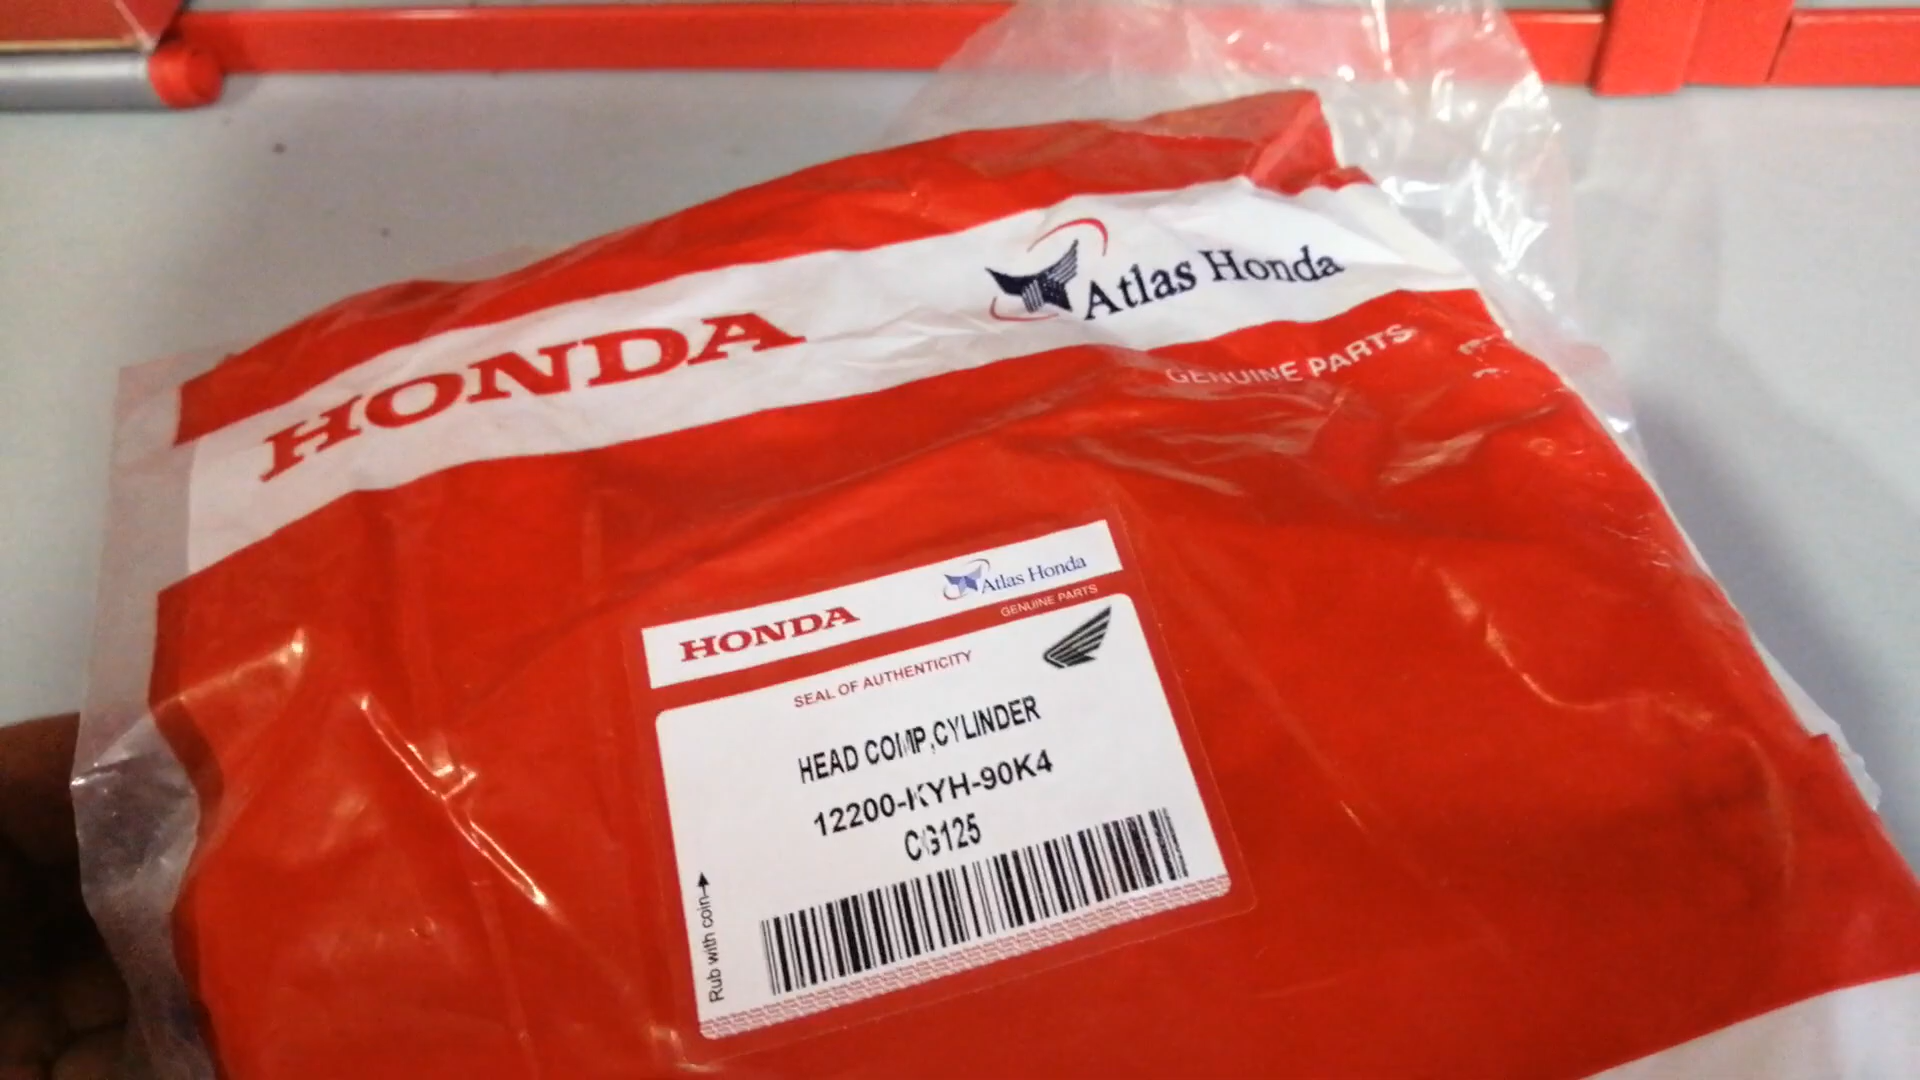 HONDA
Atlas Honda
GENUINE PARTS
HONDA
Atlas Honda
GENUINE PARTS
SEAL OF AUTHENTICITY
HEAD COMP,CYLINDER
12200-KYH-90K4
CG125
Rub with coin